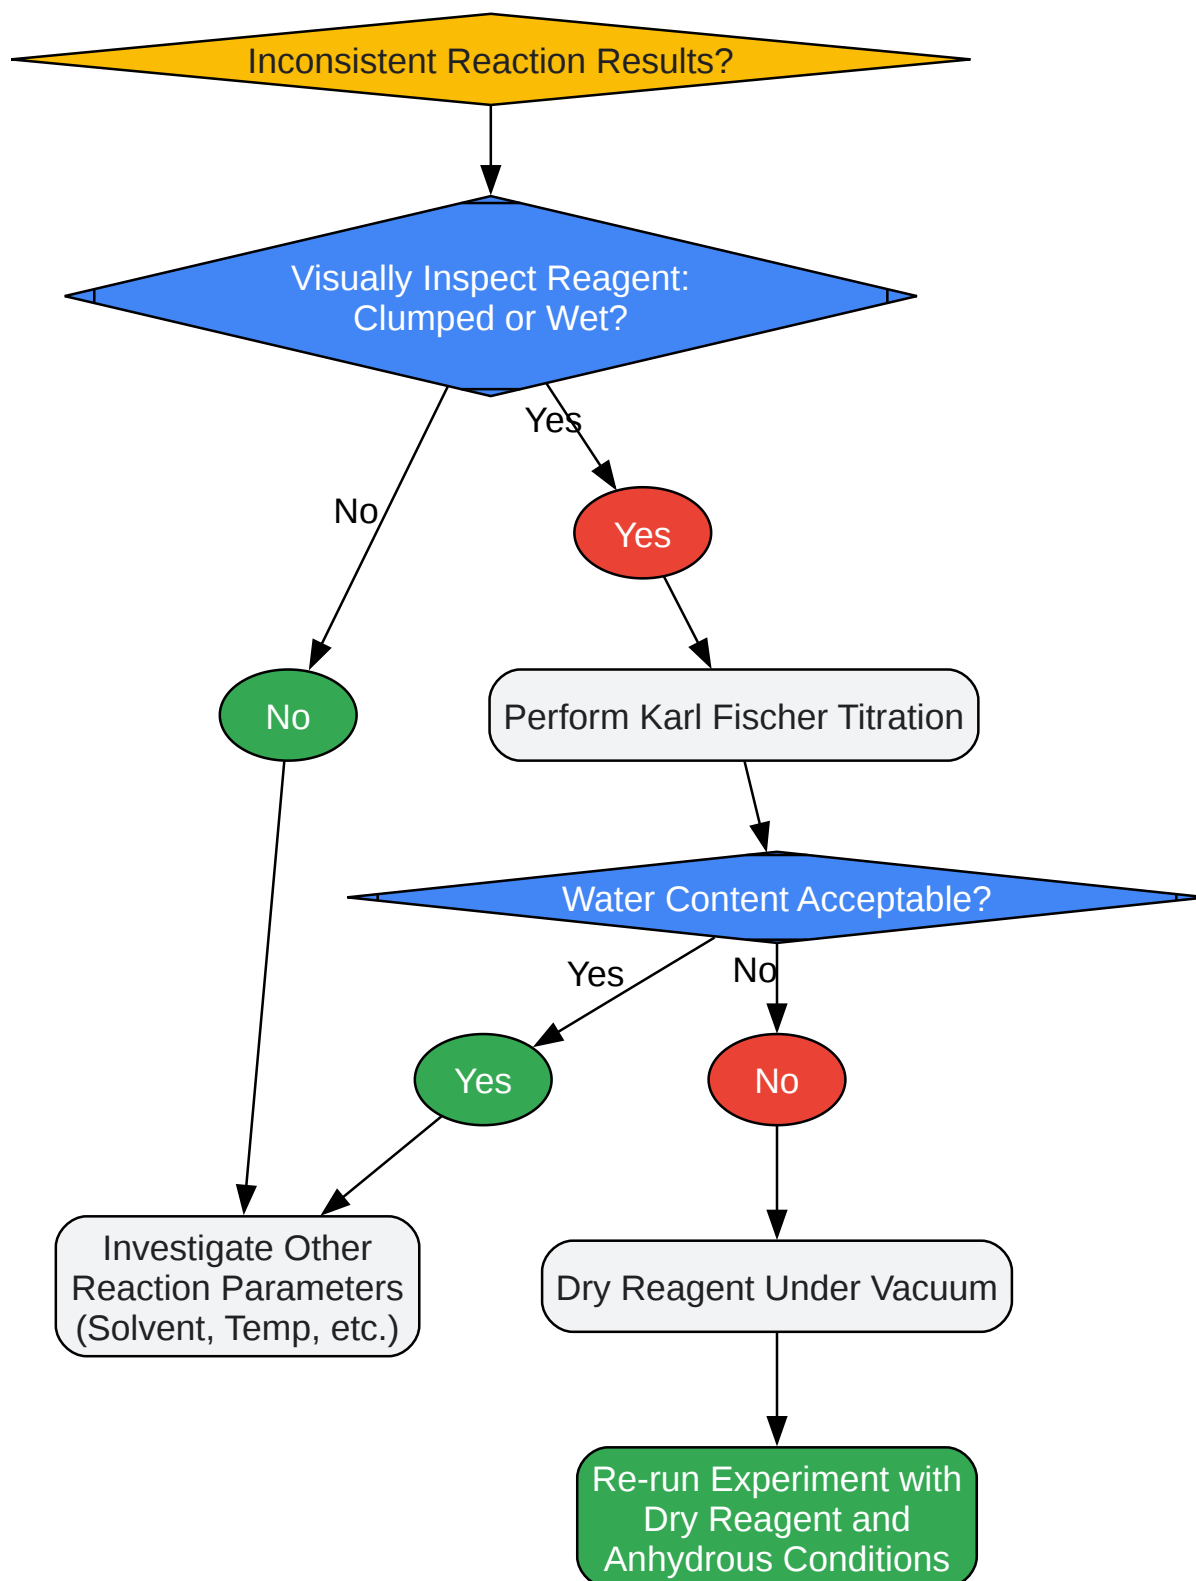 Inconsistent Reaction Results?
Visually Inspect Reagent:
Clumped or Wet?
Yes
No
Yes
No
Perform Karl Fischer Titration
Water Content Acceptable?
Yes
No
Yes
No
Investigate Other
Reaction Parameters
(Solvent, Temp, etc.)
Dry Reagent Under Vacuum
Re-run Experiment with
Dry Reagent and
Anhydrous Conditions